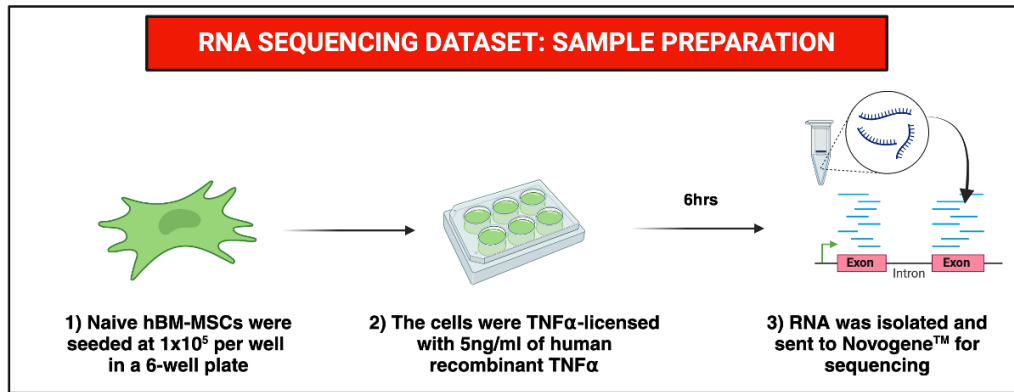 RNA SEQUENCING DATASET: SAMPLE PREPARATION
6hrs
Exon
Exon
Intron
1) Naive hBM-MSCs were
seeded at 1x10⁵ per well
in a 6-well plate
2) The cells were TNFα-licensed
with 5ng/ml of human
recombinant TNFα
3) RNA was isolated and
sent to Novogene™ for
sequencing